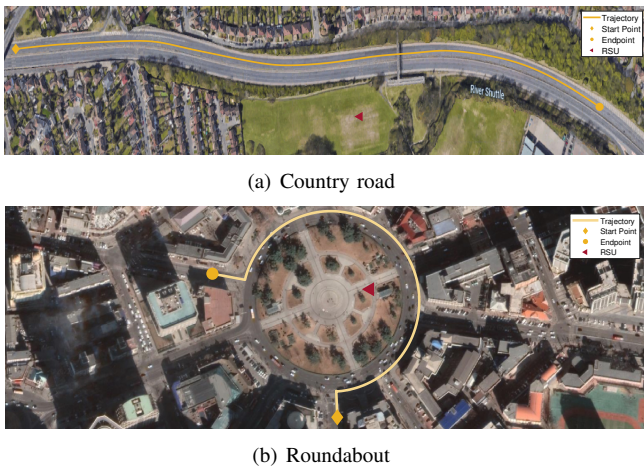 Trajectory
Start Point
Endpoint
RSU
River Shuttle
(a) Country road
Trajectory
Start Point
Endpoint
RSU
(b) Roundabout